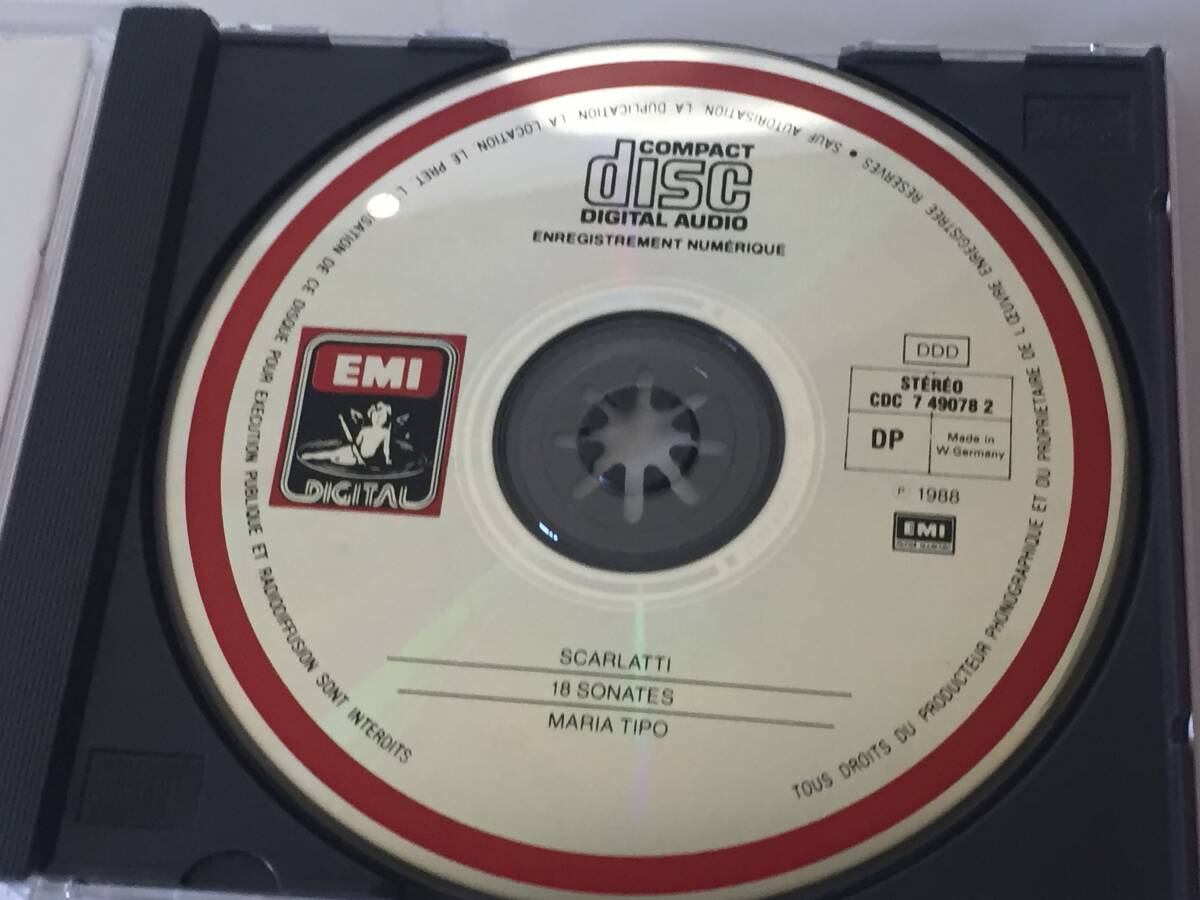 COMPACT
disc
DIGITAL AUDIO
ENREGISTREMENT NUMÉRIQUE
EMI
DIGITAL
DDD
STÉRÉO
CDC 7 49078 2
DP
Made in
W. Germany
P 1988
EMI
SCARLATTI
18 SONATES
MARIA TIPO
TOUS DROITS DU PRODUCTEUR PHONOGRAPHIQUE ET DU PROPRIETAIRE DE L'ŒUVRE ENREGISTREE RESERVES • SAUF AUTORISATION, LA DUPLICATION, LA LOCATION, LE PRET, DE CE DISQUE POUR EXECUTION PUBLIQUE ET RADIODIFFUSION SONT INTERDITS